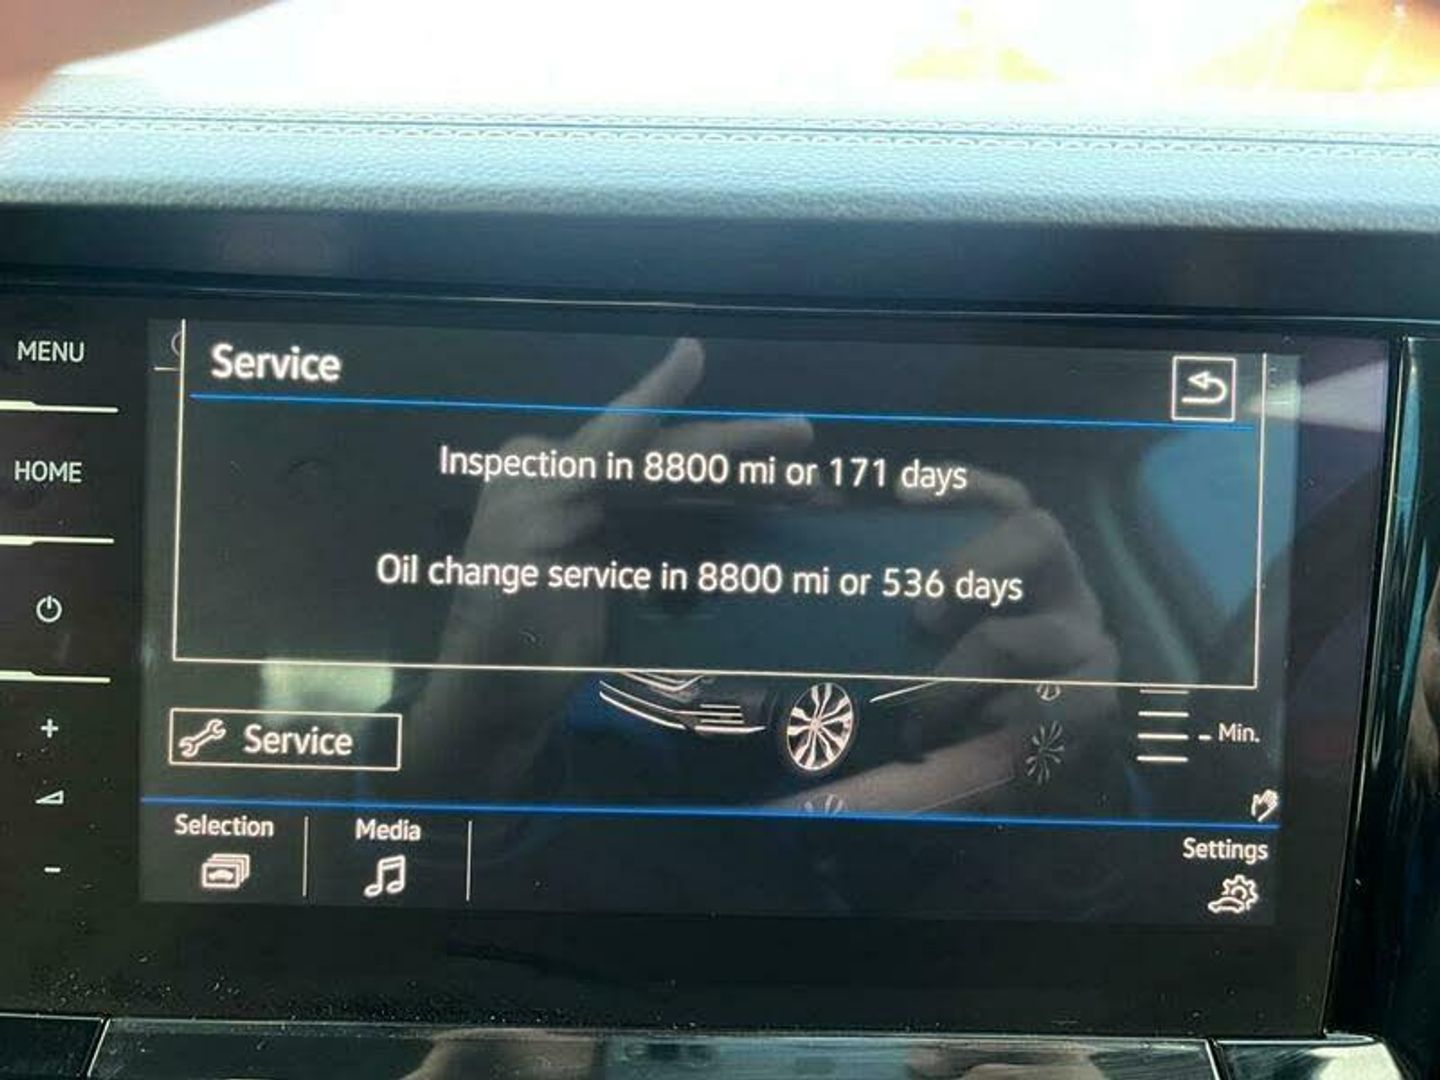 MENU
HOME
Service
Inspection in 8800 mi or 171 days
Oil change service in 8800 mi or 536 days
Service
- Min.
Selection
Media
Settings
+
-